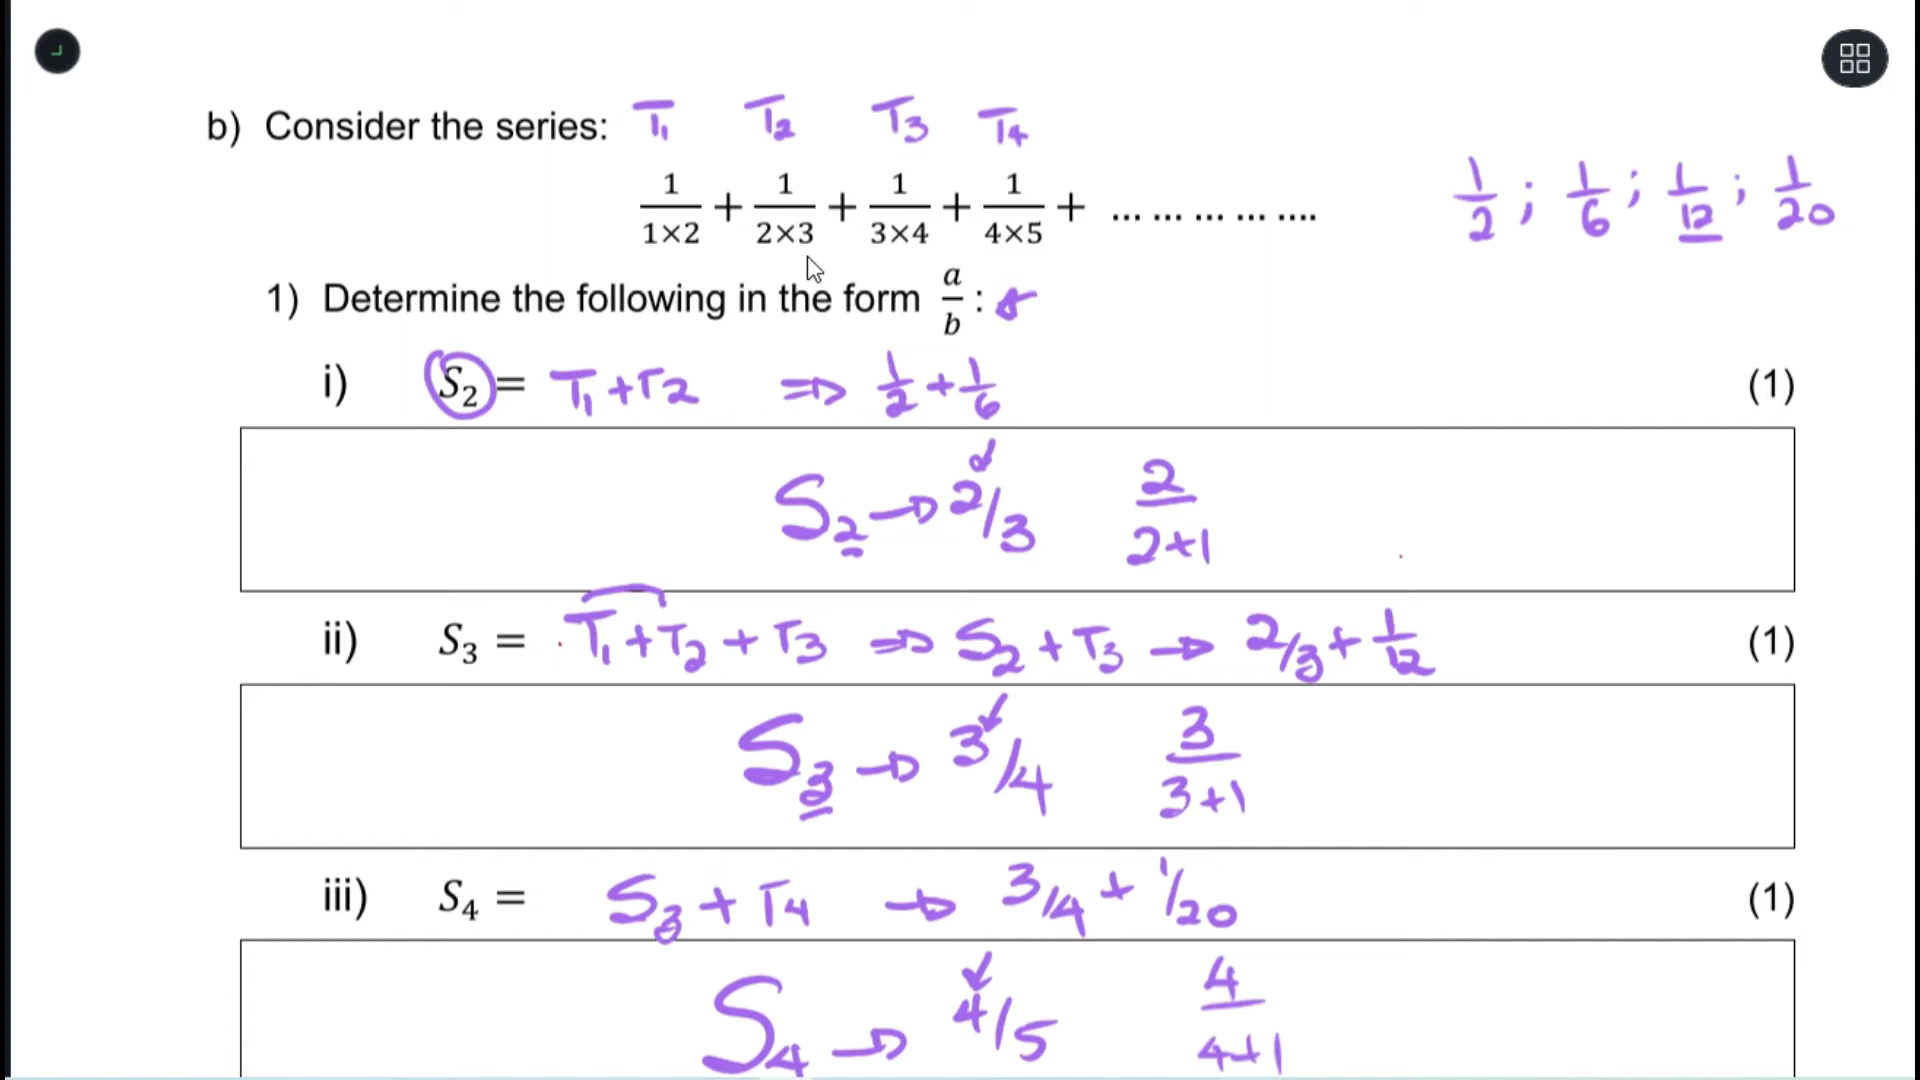 b) Consider the series: T1 T2 T3 T4
1/(1×2) + 1/(2×3) + 1/(3×4) + 1/(4×5) + ... ... ... ... ....
1/2 ; 1/6 ; 1/12 ; 1/20
1) Determine the following in the form a/b :
i) S2 = T1 + T2 ⇒ 1/2 + 1/6 (1)
S2 → 2/3 2/(2+1)
ii) S3 = T1 + T2 + T3 ⇒ S2 + T3 → 2/3 + 1/12 (1)
S3 → 3/4 3/(3+1)
iii) S4 = S3 + T4 → 3/4 + 1/20 (1)
S4 → 4/5 4/(4+1)